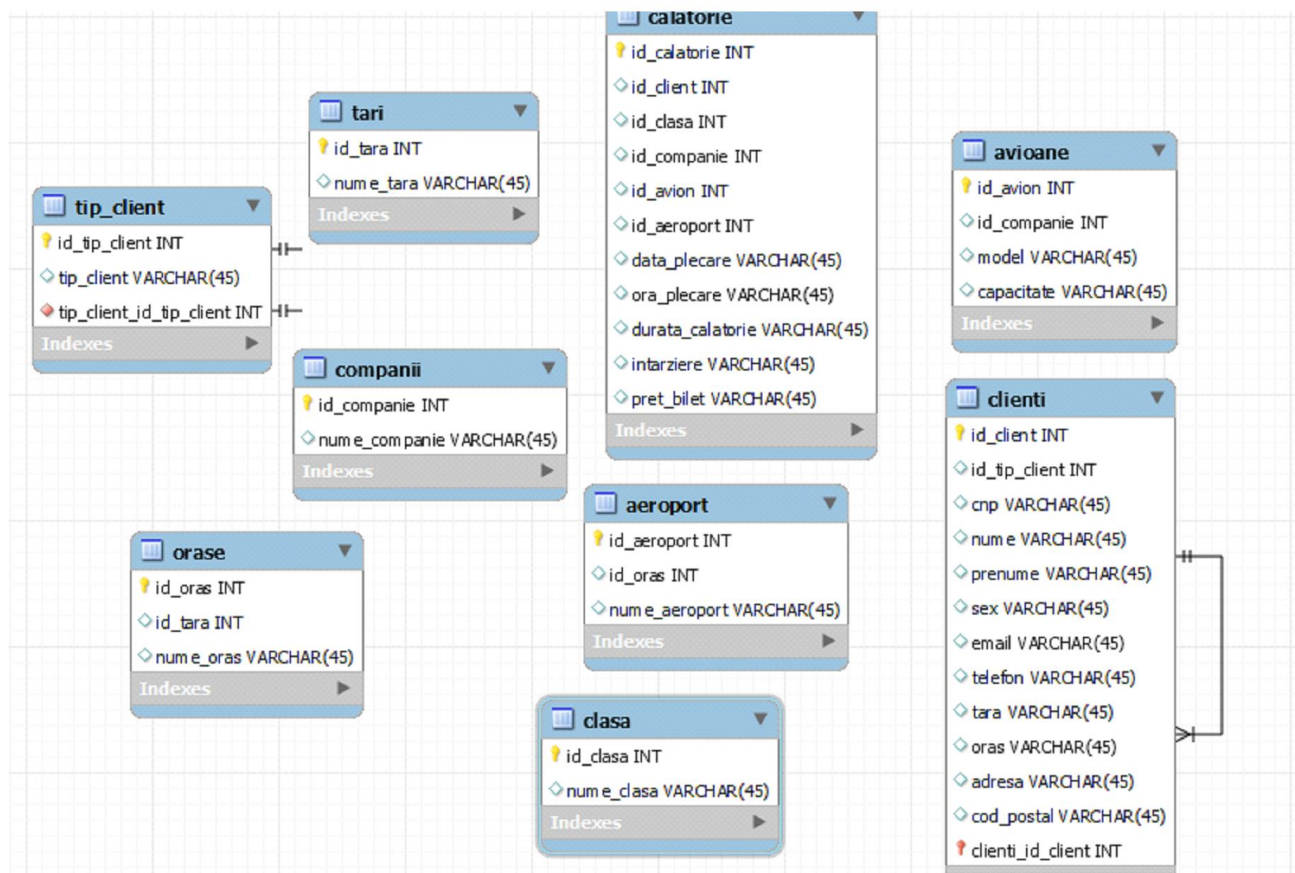 calatorie
id_calatorie INT
id_client INT
id_clasa INT
id_companie INT
id_avion INT
id_aeroport INT
data_plecare VARCHAR(45)
ora_plecare VARCHAR(45)
durata_calatorie VARCHAR(45)
intarziere VARCHAR(45)
pret_bilet VARCHAR(45)
Indexes
tari
id_tara INT
nume_tara VARCHAR(45)
Indexes
avioane
id_avion INT
id_companie INT
model VARCHAR(45)
capacitate VARCHAR(45)
Indexes
tip_client
id_tip_client INT
tip_client VARCHAR(45)
tip_client_id_tip_client INT
Indexes
companii
id_companie INT
nume_companie VARCHAR(45)
Indexes
clienti
id_client INT
id_tip_client INT
cnp VARCHAR(45)
nume VARCHAR(45)
prenume VARCHAR(45)
sex VARCHAR(45)
email VARCHAR(45)
telefon VARCHAR(45)
tara VARCHAR(45)
oras VARCHAR(45)
adresa VARCHAR(45)
cod_postal VARCHAR(45)
clienti_id_client INT
aeroport
id_aeroport INT
id_oras INT
nume_aeroport VARCHAR(45)
Indexes
orase
id_oras INT
id_tara INT
nume_oras VARCHAR(45)
Indexes
clasa
id_clasa INT
nume_clasa VARCHAR(45)
Indexes